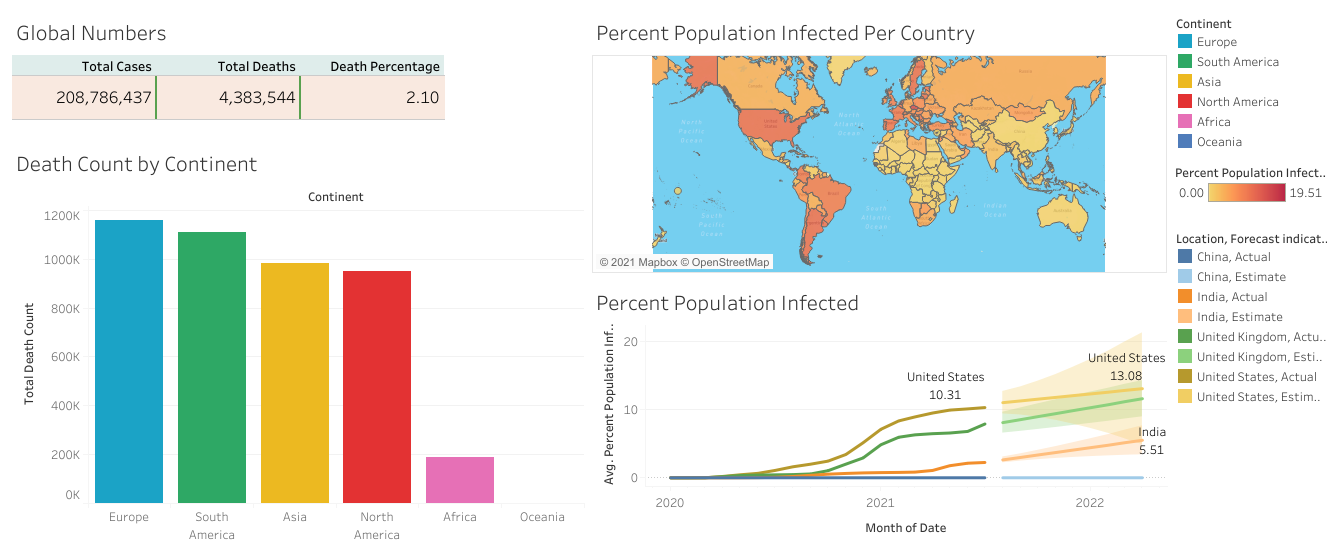 Global Numbers
Total Cases Total Deaths Death Percentage
208,786,437 4,383,544 2.10
Death Count by Continent
Continent
Total Death Count
1200K
1000K
800K
600K
400K
200K
0K
Europe
South
America
Asia
North
America
Africa
Oceania
Percent Population Infected Per Country
North
Pacific
Ocean
North
Atlantic
Ocean
South
Pacific
Ocean
South
Atlantic
Ocean
Indian
Ocean
© 2021 Mapbox © OpenStreetMap
Percent Population Infected
Avg. Percent Population Inf..
20
10
0
United States
10.31
United States
13.08
India
5.51
2020
2021
2022
Month of Date
Continent
Europe
South America
Asia
North America
Africa
Oceania
Percent Population Infect..
0.00 19.51
Location, Forecast indicat..
China, Actual
China, Estimate
India, Actual
India, Estimate
United Kingdom, Actu..
United Kingdom, Esti..
United States, Actual
United States, Estim..